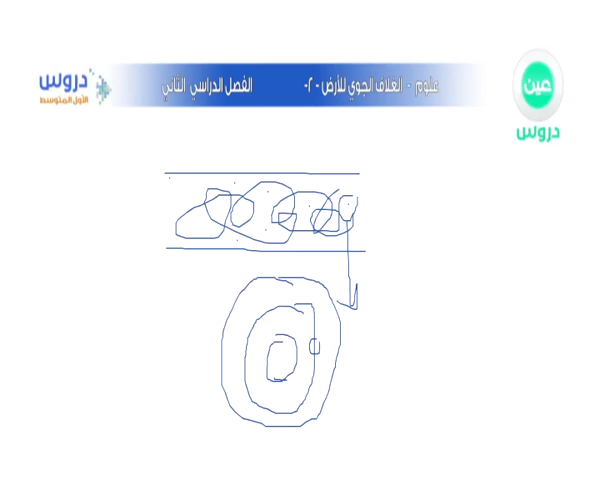 دروس
الأول المتوسط
علوم - الغلاف الجوي للأرض -٢- الفصل الدراسي الثاني
عين
دروس